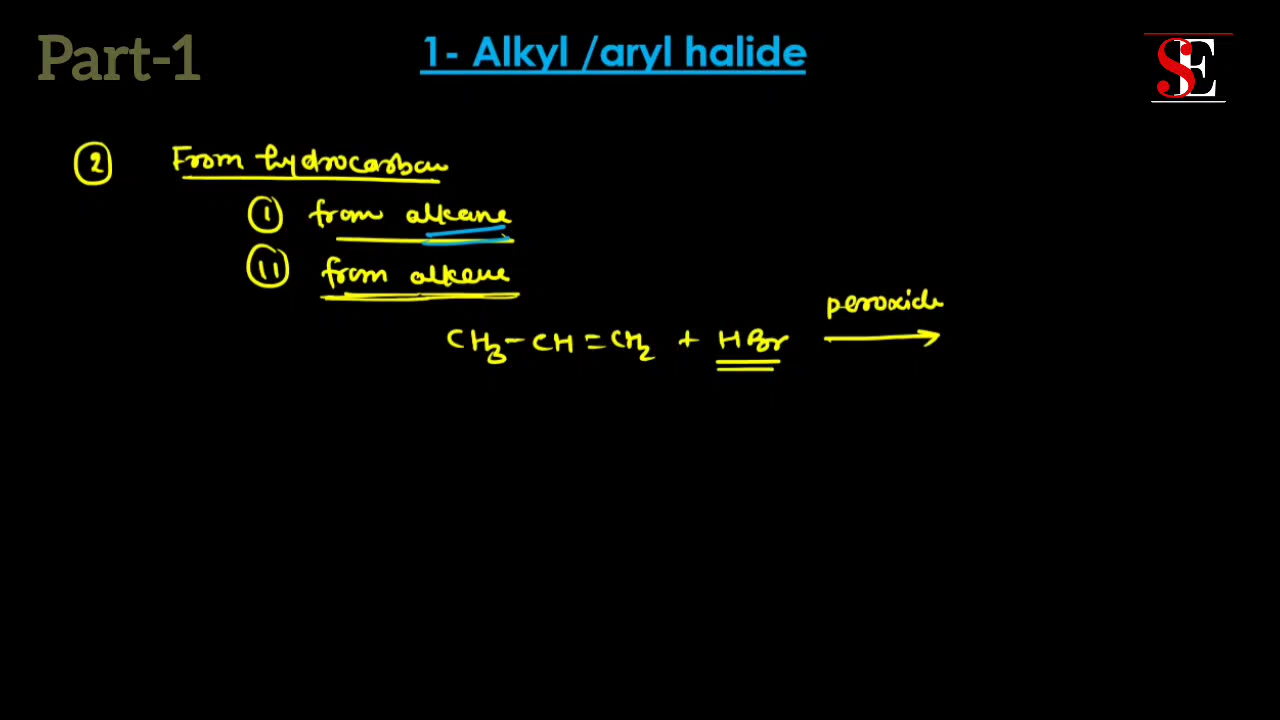 Part-1
1- Alkyl /aryl halide
SE
② From hydrocarbon
① from alkane
ⓘⓘ from alkene
peroxide
CH₃-CH=CH₂ + HBr ⟶